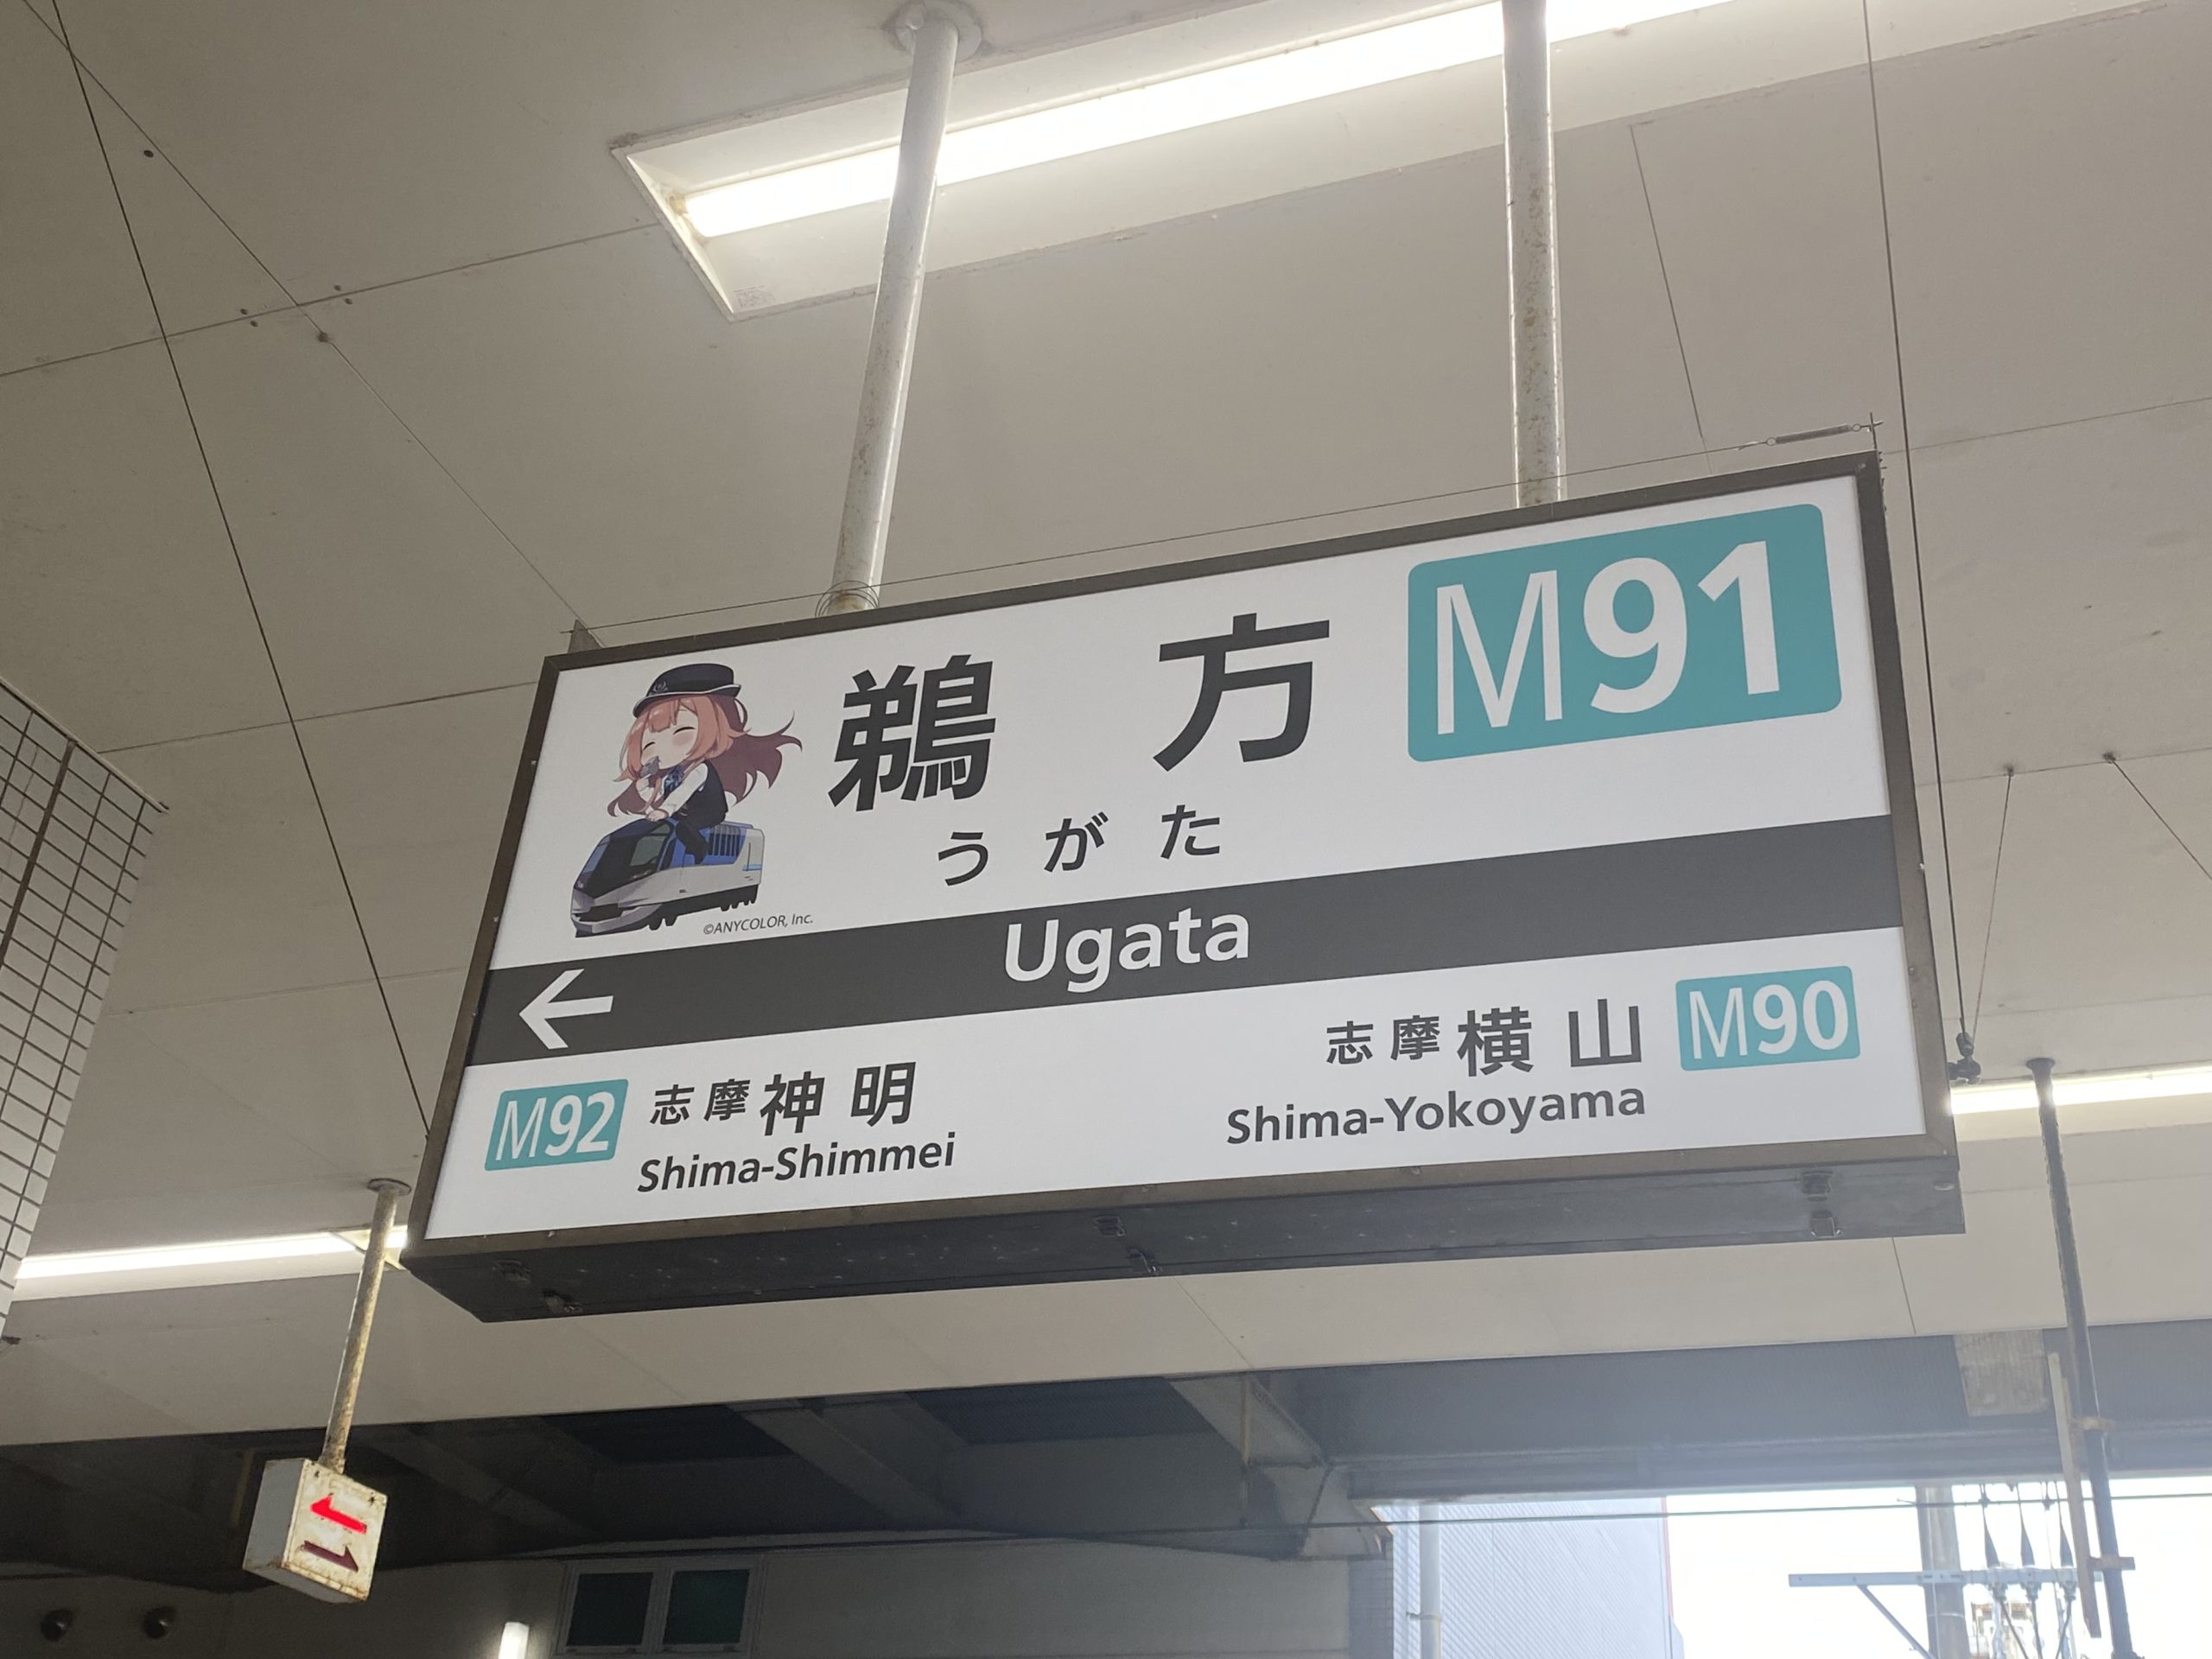 鵜方
M91
うがた
©ANYCOLOR, Inc.
Ugata
M92 志摩神明
Shima-Shimmei
志摩横山 M90
Shima-Yokoyama